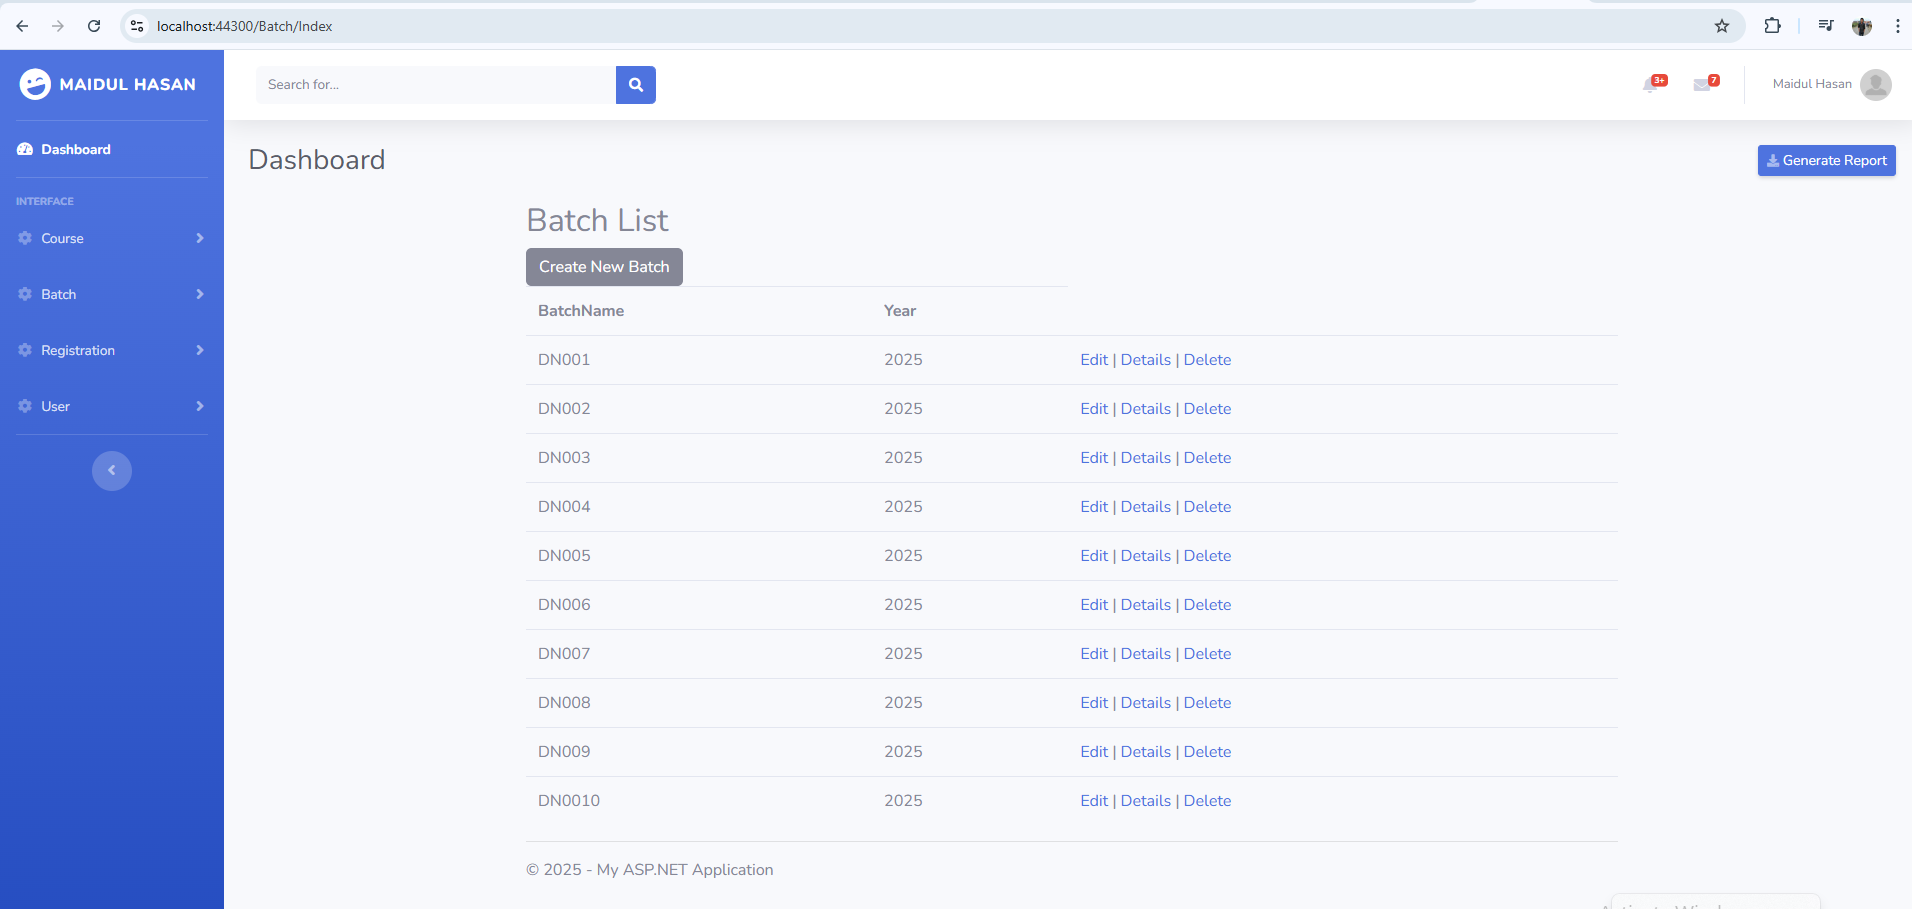 localhost:44300/Batch/Index
MAIDUL HASAN
Search for...
3+
7
Maidul Hasan
Dashboard
INTERFACE
Course
Batch
Registration
User
Dashboard
Generate Report
Batch List
Create New Batch
BatchName Year
DN001 2025 Edit | Details | Delete
DN002 2025 Edit | Details | Delete
DN003 2025 Edit | Details | Delete
DN004 2025 Edit | Details | Delete
DN005 2025 Edit | Details | Delete
DN006 2025 Edit | Details | Delete
DN007 2025 Edit | Details | Delete
DN008 2025 Edit | Details | Delete
DN009 2025 Edit | Details | Delete
DN0010 2025 Edit | Details | Delete
© 2025 - My ASP.NET Application